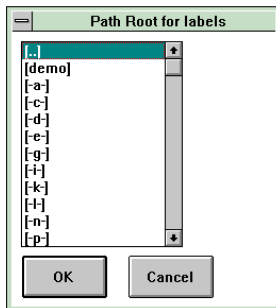 Path Root for labels
[..]
[demo]
[-a-]
[-c-]
[-d-]
[-e-]
[-g-]
[-i-]
[-k-]
[-l-]
[-n-]
[-p-]
OK
Cancel